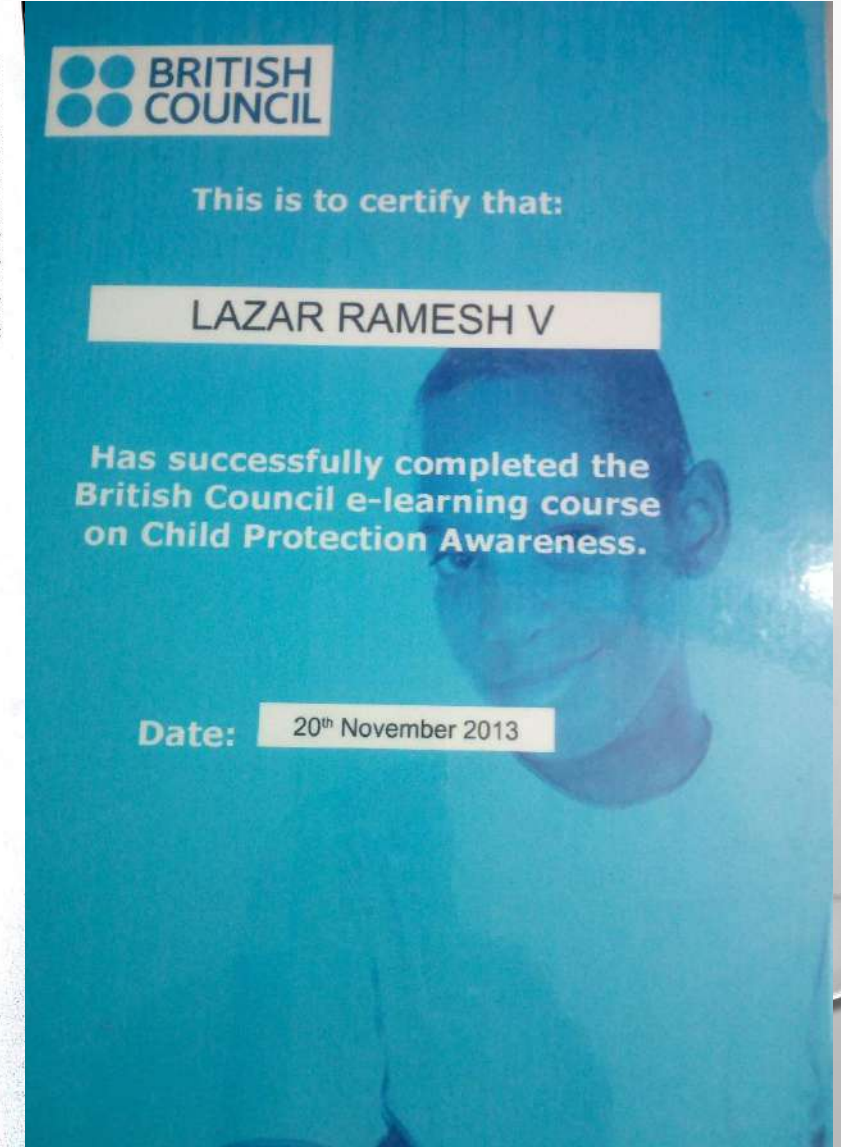 BRITISH
COUNCIL
This is to certify that:
LAZAR RAMESH V
Has successfully completed the
British Council e-learning course
on Child Protection Awareness.
Date: 20th November 2013